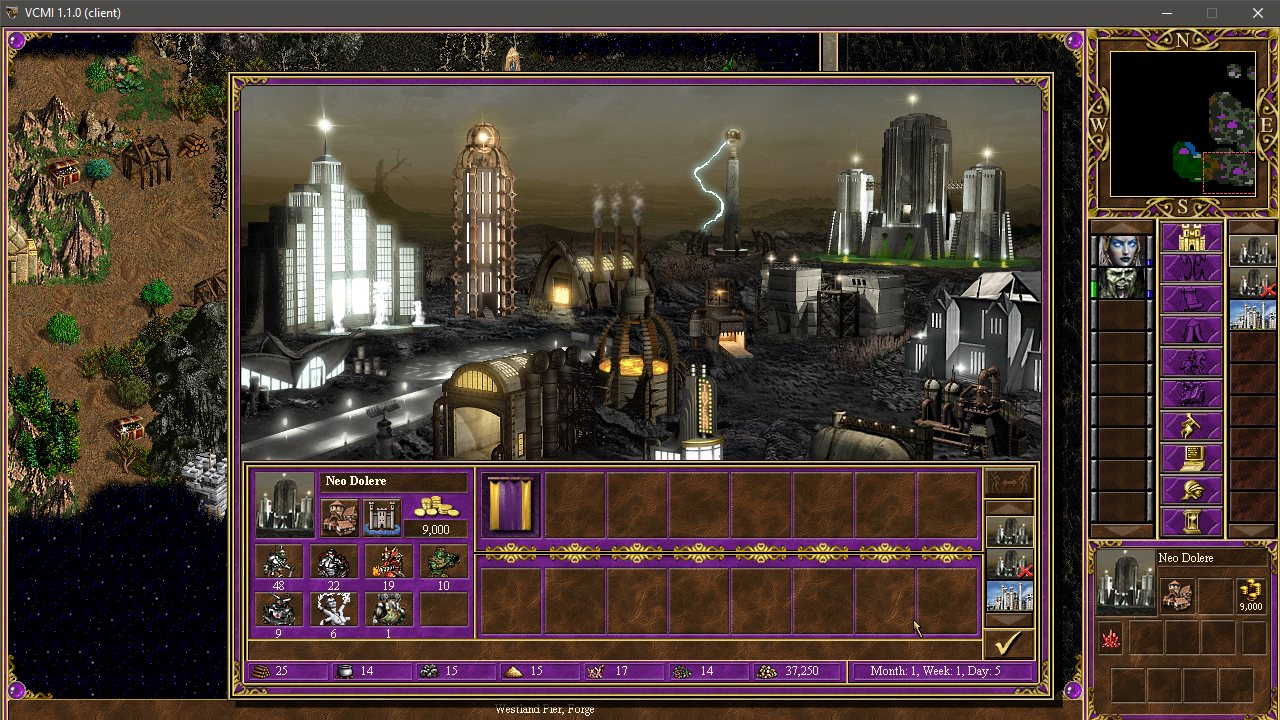 VCMI 1.1.0 (client)
N
W
E
S
Neo Dolere
9,000
48
22
19
10
9
6
1
25
14
15
15
17
14
37,250
Month: 1, Week: 1, Day: 5
Neo Dolere
9,000
Westland Pier, Forge